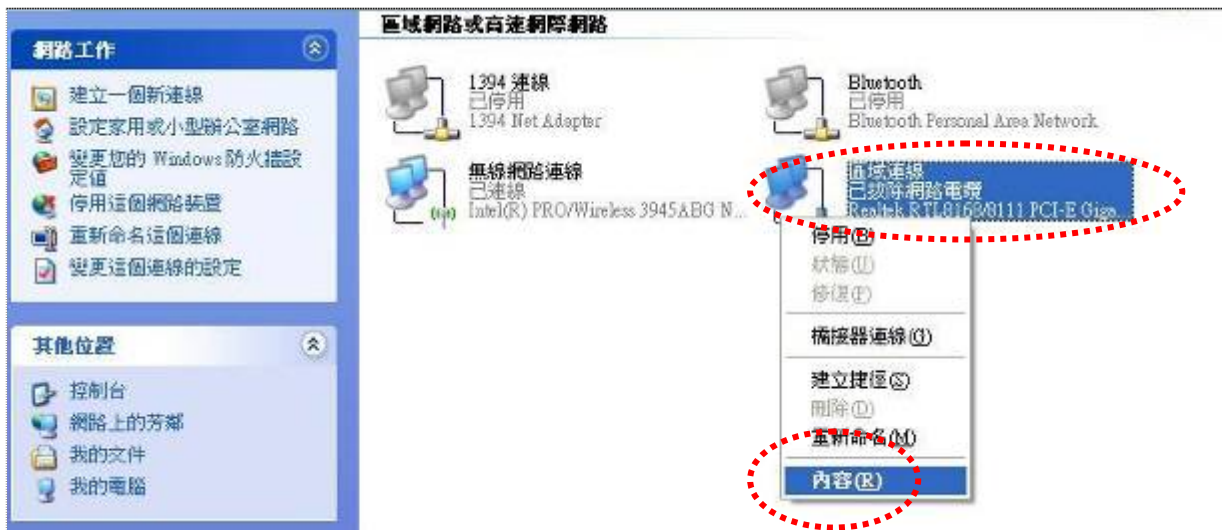 網路工作
建立一個新連線
設定家用或小型辦公室網路
變更您的 Windows 防火牆設
定值
停用這個網路裝置
重新命名這個連線
變更這個連線的設定
其他位置
控制台
網路上的芳鄰
我的文件
我的電腦
區域網路或高速網際網路
1394 連線
已停用
1394 Net Adapter
Bluetooth
已停用
Bluetooth Personal Area Network
無線網路連線
已連線
Intel(R) PRO/Wireless 3945ABG N...
區域連線
已拔除網路電纜
Realtek RTL8168/8111 PCI-E Giga...
停用(B)
狀態(U)
修復(P)
橋接器連線(G)
建立捷徑(S)
刪除(D)
重新命名(M)
內容(R)